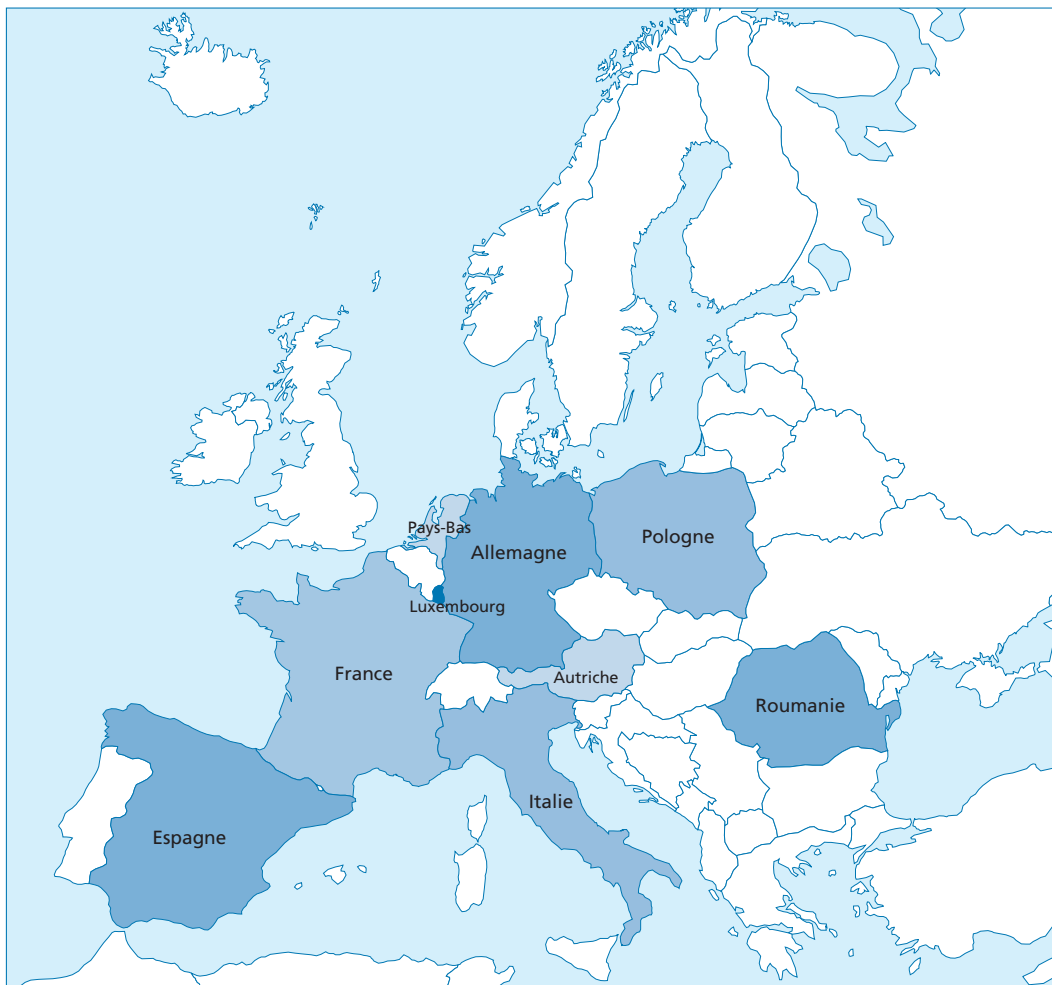 Pays-Bas
Pologne
Allemagne
Luxembourg
France
Autriche
Roumanie
Italie
Espagne